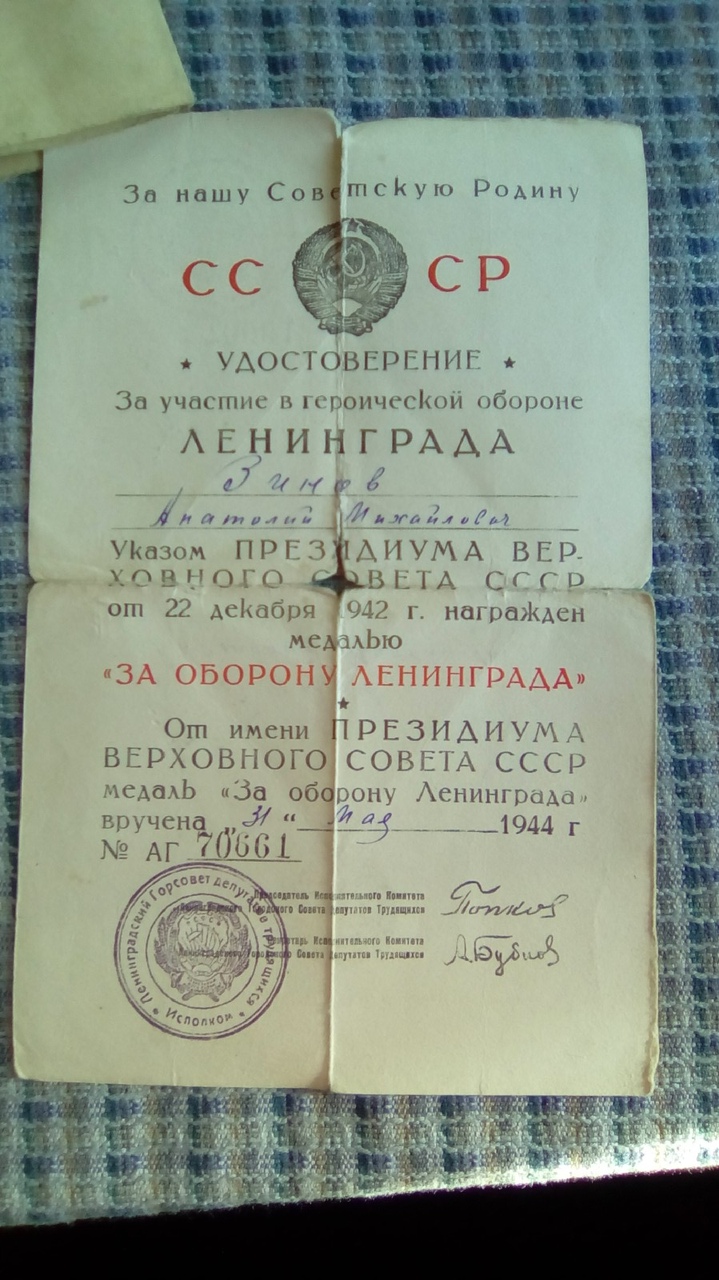 За нашу Советскую Родину
СС СР
★ УДОСТОВЕРЕНИЕ ★
За участие в героической обороне
ЛЕНИНГРАДА
Зинов
Анатолий Михайлович
Указом ПРЕЗИДИУМА ВЕР-
ХОВНОГО СОВЕТА СССР
от 22 декабря 1942 г. награжден
медалью
«ЗА ОБОРОНУ ЛЕНИНГРАДА»
★
От имени ПРЕЗИДИУМА
ВЕРХОВНОГО СОВЕТА СССР
медаль «За оборону Ленинграда»
вручена „31“ Мая 1944 г
№ АГ 70661
Председатель Исполнительного Комитета
Ленинградского Городского Совета депутатов Трудящихся
Попков
Секретарь Исполнительного Комитета
Ленинградского Городского Совета депутатов Трудящихся
А.Бубнов
Ленинградский Горсовет депутатов трудящихся
Исполком